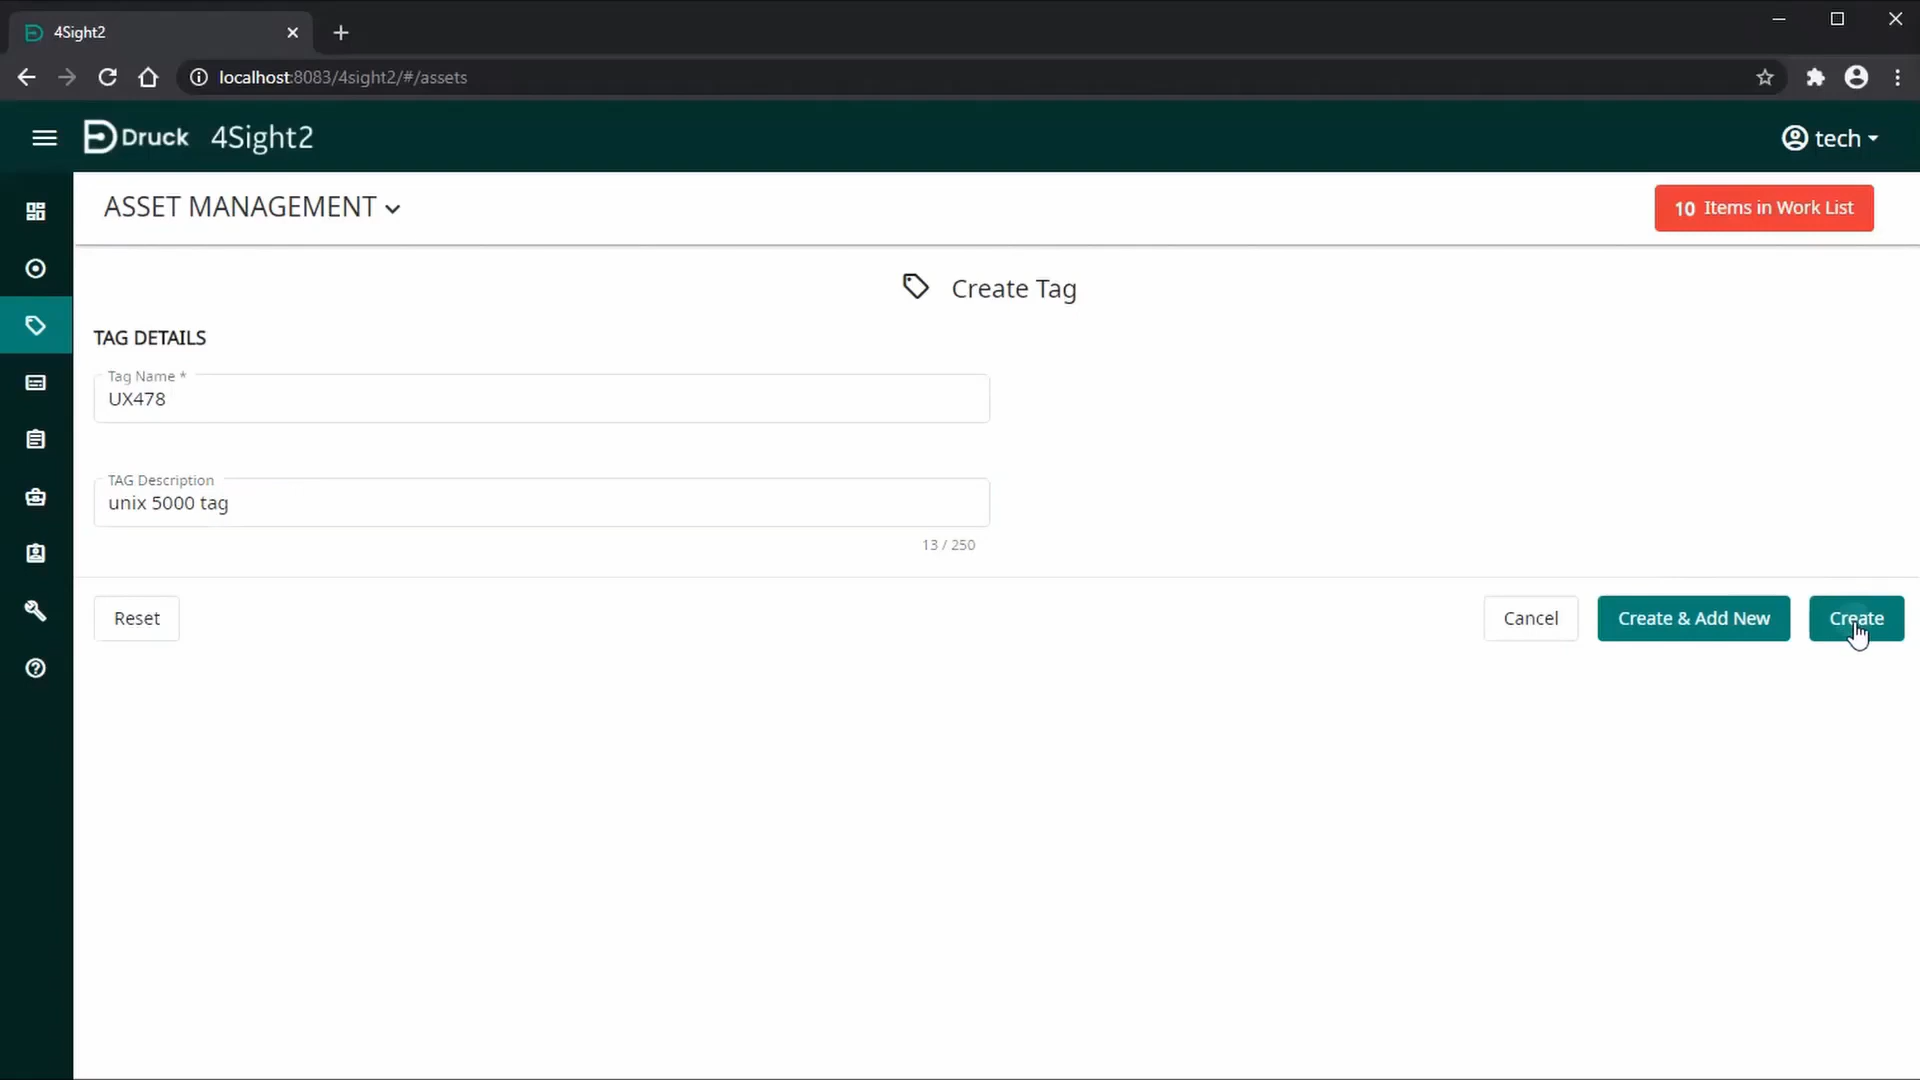 4Sight2
localhost:8083/4sight2/#/assets
Druck 4Sight2
tech
ASSET MANAGEMENT
10 Items in Work List
Create Tag
TAG DETAILS
Tag Name *
UX478
TAG Description
unix 5000 tag
13 / 250
Reset
Cancel
Create & Add New
Create